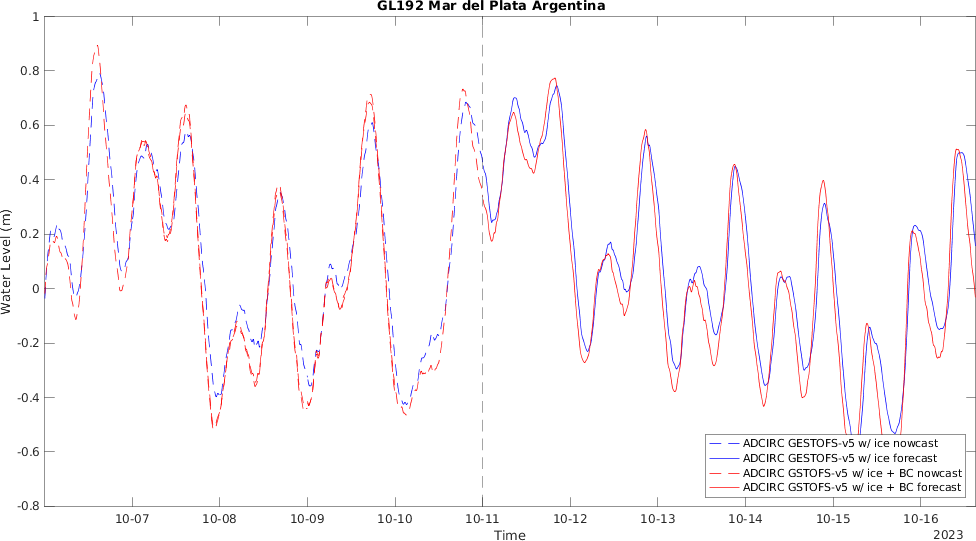 GL192 Mar del Plata Argentina
1
0.8
0.6
0.4
0.2
0
-0.2
-0.4
-0.6
-0.8
Water Level (m)
ADCIRC GESTOFS-v5 w/ ice nowcast
ADCIRC GESTOFS-v5 w/ ice forecast
ADCIRC GSTOFS-v5 w/ ice + BC nowcast
ADCIRC GSTOFS-v5 w/ ice + BC forecast
10-07 10-08 10-09 10-10 10-11 10-12 10-13 10-14 10-15 10-16
Time
2023